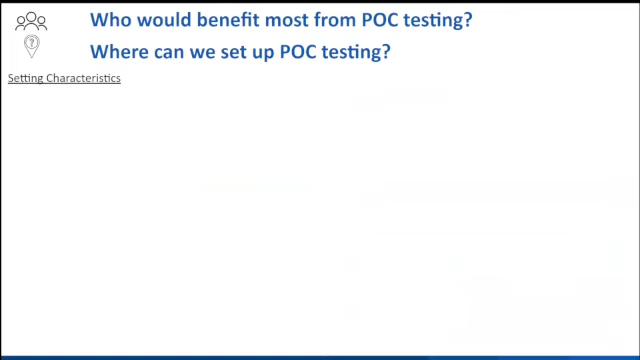 Who would benefit most from POC testing?
?
Where can we set up POC testing?
Setting Characteristics